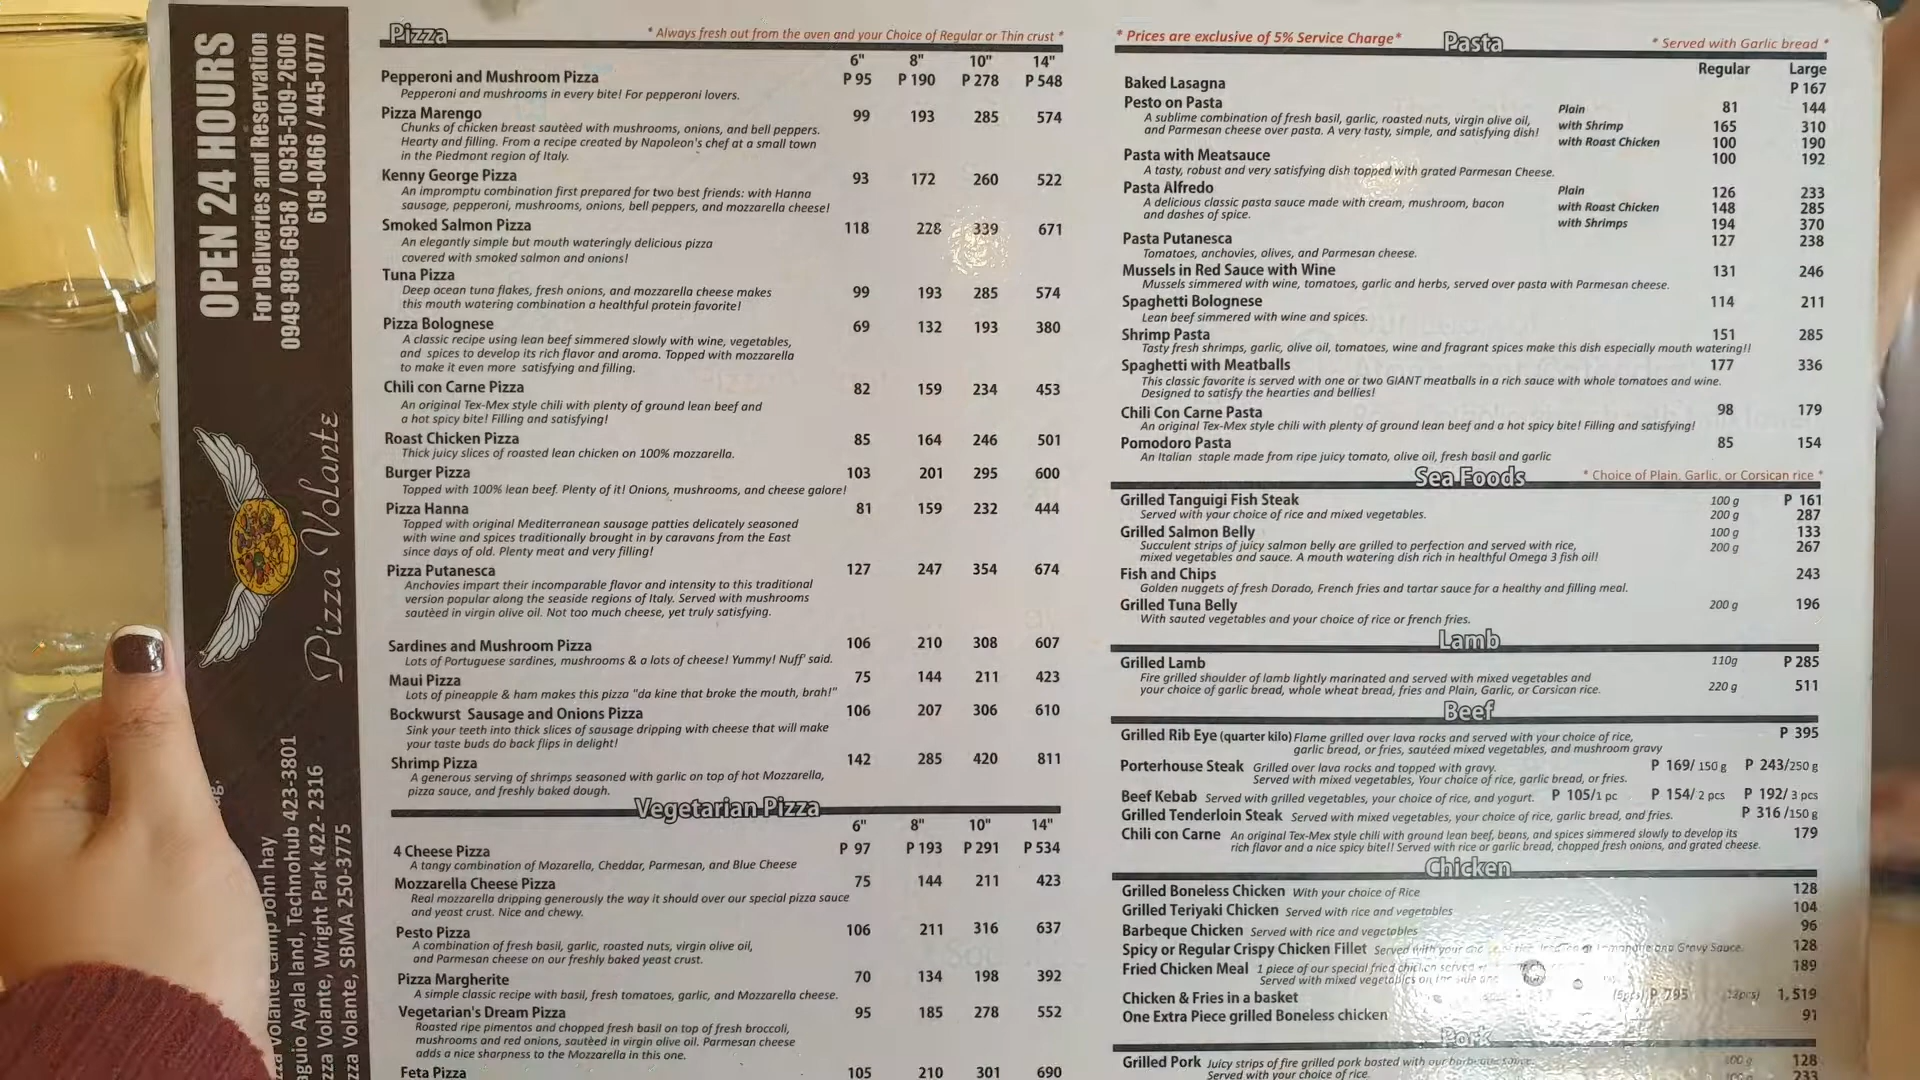 OPEN 24 HOURS
For Deliveries and Reservation
0949-898-6958 / 0935-509-2606
619-0466 / 445-0777
Pizza Volante
Camp John hay
Ayala land, Technohub 423-3801
Volante, Wright Park 422- 2316
Volante, SBMA 250-3775
Pizza
* Always fresh out from the oven and your Choice of Regular or Thin crust *
6" 8" 10" 14"
Pepperoni and Mushroom Pizza P 95 P 190 P 278 P 548
Pepperoni and mushrooms in every bite! For pepperoni lovers.
Pizza Marengo 99 193 285 574
Chunks of chicken breast sautèed with mushrooms, onions, and bell peppers.
Hearty and filling. From a recipe created by Napoleon's chef at a small town
in the Piedmont region of Italy.
Kenny George Pizza 93 172 260 522
An impromptu combination first prepared for two best friends: with Hanna
sausage, pepperoni, mushrooms, onions, bell peppers, and mozzarella cheese!
Smoked Salmon Pizza 118 228 339 671
An elegantly simple but mouth wateringly delicious pizza
covered with smoked salmon and onions!
Tuna Pizza
Deep ocean tuna flakes, fresh onions, and mozzarella cheese makes 99 193 285 574
this mouth watering combination a healthful protein favorite!
Pizza Bolognese 69 132 193 380
A classic recipe using lean beef simmered slowly with wine, vegetables,
and spices to develop its rich flavor and aroma. Topped with mozzarella
to make it even more satisfying and filling.
Chili con Carne Pizza 82 159 234 453
An original Tex-Mex style chili with plenty of ground lean beef and
a hot spicy bite! Filling and satisfying!
Roast Chicken Pizza 85 164 246 501
Thick juicy slices of roasted lean chicken on 100% mozzarella.
Burger Pizza 103 201 295 600
Topped with 100% lean beef. Plenty of it! Onions, mushrooms, and cheese galore!
Pizza Hanna 81 159 232 444
Topped with original Mediterranean sausage patties delicately seasoned
with wine and spices traditionally brought in by caravans from the East
since days of old. Plenty meat and very filling!
Pizza Putanesca 127 247 354 674
Anchovies impart their incomparable flavor and intensity to this traditional
version popular along the seaside regions of Italy. Served with mushrooms
sautèed in virgin olive oil. Not too much cheese, yet truly satisfying.
Sardines and Mushroom Pizza 106 210 308 607
Lots of Portuguese sardines, mushrooms & a lots of cheese! Yummy! Nuff' said.
Maui Pizza 75 144 211 423
Lots of pineapple & ham makes this pizza "da kine that broke the mouth, brah!"
Bockwurst Sausage and Onions Pizza 106 207 306 610
Sink your teeth into thick slices of sausage dripping with cheese that will make
your taste buds do back flips in delight!
Shrimp Pizza 142 285 420 811
A generous serving of shrimps seasoned with garlic on top of hot Mozzarella,
pizza sauce, and freshly baked dough.
Vegetarian Pizza
6" 8" 10" 14"
4 Cheese Pizza P 97 P 193 P 291 P 534
A tangy combination of Mozarella, Cheddar, Parmesan, and Blue Cheese
Mozzarella Cheese Pizza 75 144 211 423
Real mozzarella dripping generously the way it should over our special pizza sauce
and yeast crust. Nice and chewy.
Pesto Pizza 106 211 316 637
A combination of fresh basil, garlic, roasted nuts, virgin olive oil,
and Parmesan cheese on our freshly baked yeast crust.
Pizza Margherite 70 134 198 392
A simple classic recipe with basil, fresh tomatoes, garlic, and Mozzarella cheese.
Vegetarian's Dream Pizza 95 185 278 552
Roasted ripe pimentos and chopped fresh basil on top of fresh broccoli,
mushrooms and red onions, sautèed in virgin olive oil. Parmesan cheese
adds a nice sharpness to the Mozzarella in this one.
Feta Pizza 105 210 301 690
* Prices are exclusive of 5% Service Charge*
Pasta
* Served with Garlic bread *
Regular Large
Baked Lasagna P 167
Pesto on Pasta Plain 81 144
A sublime combination of fresh basil, garlic, roasted nuts, virgin olive oil, with Shrimp 165 310
and Parmesan cheese over pasta. A very tasty, simple, and satisfying dish! with Roast Chicken 100 190
Pasta with Meatsauce 100 192
A tasty, robust and very satisfying dish topped with grated Parmesan Cheese.
Pasta Alfredo Plain 126 233
A delicious classic pasta sauce made with cream, mushroom, bacon with Roast Chicken 148 285
and dashes of spice. with Shrimps 194 370
Pasta Putanesca 127 238
Tomatoes, anchovies, olives, and Parmesan cheese.
Mussels in Red Sauce with Wine 131 246
Mussels simmered with wine, tomatoes, garlic and herbs, served over pasta with Parmesan cheese.
Spaghetti Bolognese 114 211
Lean beef simmered with wine and spices.
Shrimp Pasta 151 285
Tasty fresh shrimps, garlic, olive oil, tomatoes, wine and fragrant spices make this dish especially mouth watering!!
Spaghetti with Meatballs 177 336
This classic favorite is served with one or two GIANT meatballs in a rich sauce with whole tomatoes and wine.
Designed to satisfy the hearties and bellies!
Chili Con Carne Pasta 98 179
An original Tex-Mex style chili with plenty of ground lean beef and a hot spicy bite! Filling and satisfying!
Pomodoro Pasta 85 154
An Italian staple made from ripe juicy tomato, olive oil, fresh basil and garlic
Sea Foods
* Choice of Plain, Garlic, or Corsican rice *
Grilled Tanguigi Fish Steak 100 g P 161
Served with your choice of rice and mixed vegetables. 200 g 287
Grilled Salmon Belly 100 g 133
Succulent strips of juicy salmon belly are grilled to perfection and served with rice, 200 g 267
mixed vegetables and sauce. A mouth watering dish rich in healthful Omega 3 fish oil!
Fish and Chips 243
Golden nuggets of fresh Dorado, French fries and tartar sauce for a healthy and filling meal.
Grilled Tuna Belly 200 g 196
With sauted vegetables and your choice of rice or french fries.
Lamb
Grilled Lamb 110g P 285
Fire grilled shoulder of lamb lightly marinated and served with mixed vegetables and
your choice of garlic bread, whole wheat bread, fries and Plain, Garlic, or Corsican rice. 220 g 511
Beef
Grilled Rib Eye (quarter kilo) Flame grilled over lava rocks and served with your choice of rice, P 395
garlic bread, or fries, sautéed mixed vegetables, and mushroom gravy
Porterhouse Steak Grilled over lava rocks and topped with gravy. P 169/ 150 g P 243/250 g
Served with mixed vegetables, Your choice of rice, garlic bread, or fries.
Beef Kebab Served with grilled vegetables, your choice of rice, and yogurt. P 105/1 pc P 154/ 2 pcs P 192/ 3 pcs
Grilled Tenderloin Steak Served with mixed vegetables, your choice of rice, garlic bread, and fries. P 316 /150 g
Chili con Carne An original Tex-Mex style chili with ground lean beef, beans, and spices simmered slowly to develop its 179
rich flavor and a nice spicy bite!! Served with rice or garlic bread, chopped fresh onions, and grated cheese.
Chicken
Grilled Boneless Chicken With your choice of Rice 128
Grilled Teriyaki Chicken Served with rice and vegetables 104
Barbeque Chicken Served with rice and vegetables 96
Spicy or Regular Crispy Chicken Fillet Served with your and Gravy Sauce. 128
Fried Chicken Meal 1 piece of our special fried chicken served 189
Served with mixed vegetables on the side and
Chicken & Fries in a basket (5pcs) P 795 1,519
One Extra Piece grilled Boneless chicken 91
Pork
Grilled Pork Juicy strips of fire grilled pork basted with our barbeque sauce. 100 g 128
Served with your choice of rice. 233